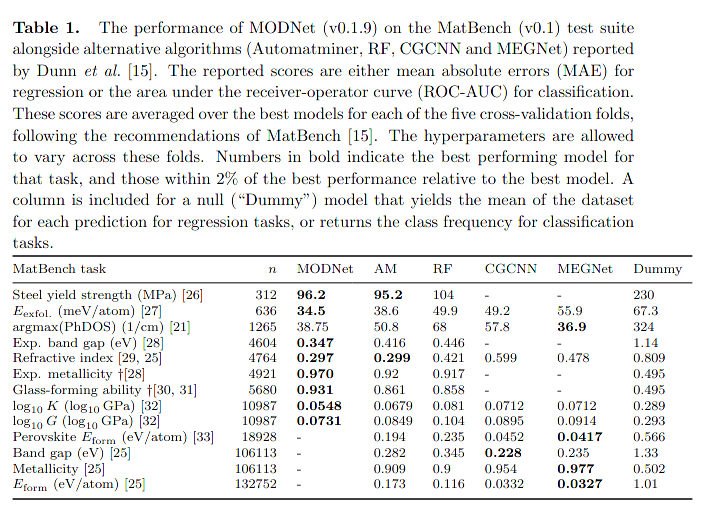 Table 1. The performance of MODNet (v0.1.9) on the MatBench (v0.1) test suite
alongside alternative algorithms (Automatminer, RF, CGCNN and MEGNet) reported
by Dunn et al. [15]. The reported scores are either mean absolute errors (MAE) for
regression or the area under the receiver-operator curve (ROC-AUC) for classification.
These scores are averaged over the best models for each of the five cross-validation folds,
following the recommendations of MatBench [15]. The hyperparameters are allowed
to vary across these folds. Numbers in bold indicate the best performing model for
that task, and those within 2% of the best performance relative to the best model. A
column is included for a null (“Dummy”) model that yields the mean of the dataset
for each prediction for regression tasks, or returns the class frequency for classification
tasks.
MatBench task n MODNet AM RF CGCNN MEGNet Dummy
Steel yield strength (MPa) [26] 312 96.2 95.2 104 - - 230
E_exfol. (meV/atom) [27] 636 34.5 38.6 49.9 49.2 55.9 67.3
argmax(PhDOS) (1/cm) [21] 1265 38.75 50.8 68 57.8 36.9 324
Exp. band gap (eV) [28] 4604 0.347 0.416 0.446 - - 1.14
Refractive index [29, 25] 4764 0.297 0.299 0.421 0.599 0.478 0.809
Exp. metallicity †[28] 4921 0.970 0.92 0.917 - - 0.495
Glass-forming ability †[30, 31] 5680 0.931 0.861 0.858 - - 0.495
log₁₀ K (log₁₀ GPa) [32] 10987 0.0548 0.0679 0.081 0.0712 0.0712 0.289
log₁₀ G (log₁₀ GPa) [32] 10987 0.0731 0.0849 0.104 0.0895 0.0914 0.293
Perovskite E_form (eV/atom) [33] 18928 - 0.194 0.235 0.0452 0.0417 0.566
Band gap (eV) [25] 106113 - 0.282 0.345 0.228 0.235 1.33
Metallicity [25] 106113 - 0.909 0.9 0.954 0.977 0.502
E_form (eV/atom) [25] 132752 - 0.173 0.116 0.0332 0.0327 1.01